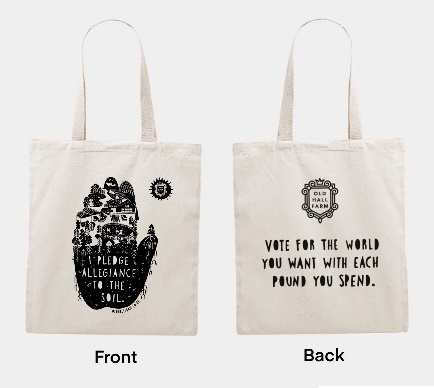 I PLEDGE
ALLEGIANCE
TO THE
SOIL.
OLD
HALL
FARM
VOTE FOR THE WORLD
YOU WANT WITH EACH
POUND YOU SPEND.
Front
Back